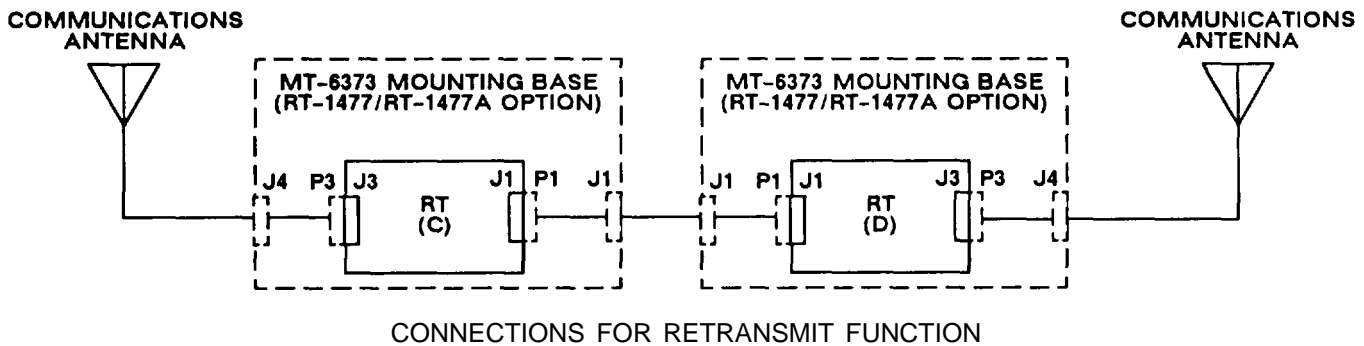 COMMUNICATIONS
ANTENNA
COMMUNICATIONS
ANTENNA
MT-6373 MOUNTING BASE
(RT-1477/RT-1477A OPTION)
MT-6373 MOUNTING BASE
(RT-1477/RT-1477A OPTION)
J4 P3 J3 J1 P1 J1 J1 P1 J1 J3 P3 J4
RT
(C)
RT
(D)
CONNECTIONS FOR RETRANSMIT FUNCTION